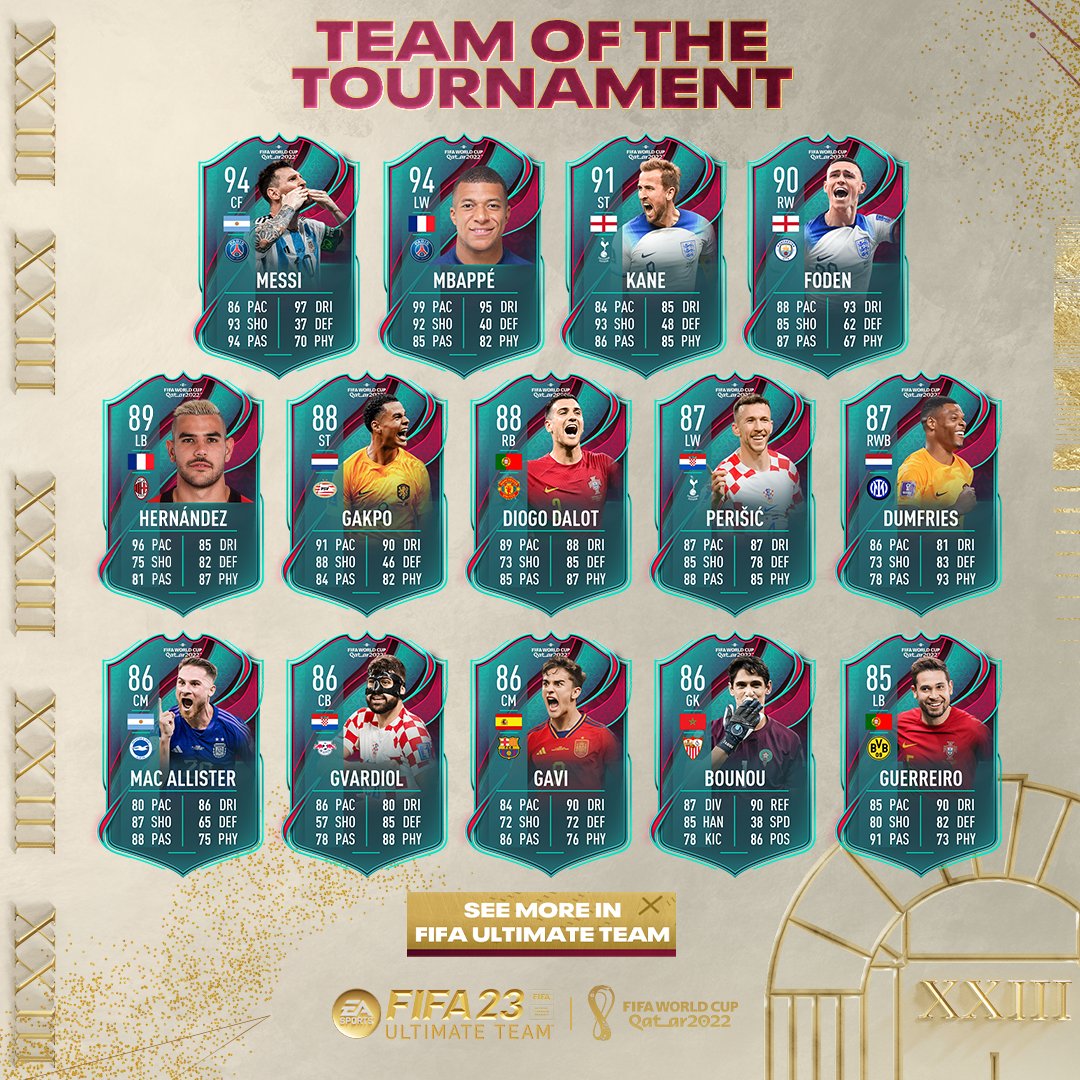 TEAM OF THE
TOURNAMENT
XXIII
XXIII
XXIII
XXIII
XXIII
FIFA WORLD CUP
Qatar2022
94
CF
MESSI
86 PAC 97 DRI
93 SHO 37 DEF
94 PAS 70 PHY
FIFA WORLD CUP
Qatar2022
94
LW
MBAPPÉ
99 PAC 95 DRI
92 SHO 40 DEF
85 PAS 82 PHY
FIFA WORLD CUP
Qatar2022
91
ST
KANE
84 PAC 85 DRI
93 SHO 48 DEF
86 PAS 85 PHY
FIFA WORLD CUP
Qatar2022
90
RW
FODEN
88 PAC 93 DRI
85 SHO 62 DEF
87 PAS 67 PHY
FIFA WORLD CUP
Qatar2022
89
LB
HERNÁNDEZ
96 PAC 85 DRI
75 SHO 82 DEF
81 PAS 87 PHY
FIFA WORLD CUP
Qatar2022
88
ST
GAKPO
91 PAC 90 DRI
88 SHO 46 DEF
84 PAS 82 PHY
FIFA WORLD CUP
Qatar2022
88
RB
DIOGO DALOT
89 PAC 88 DRI
73 SHO 85 DEF
85 PAS 87 PHY
FIFA WORLD CUP
Qatar2022
87
LW
PERIŠIĆ
87 PAC 87 DRI
85 SHO 78 DEF
88 PAS 85 PHY
FIFA WORLD CUP
Qatar2022
87
RWB
DUMFRIES
86 PAC 81 DRI
73 SHO 83 DEF
78 PAS 93 PHY
FIFA WORLD CUP
Qatar2022
86
CM
MAC ALLISTER
80 PAC 86 DRI
87 SHO 65 DEF
88 PAS 75 PHY
FIFA WORLD CUP
Qatar2022
86
CB
GVARDIOL
86 PAC 80 DRI
57 SHO 85 DEF
78 PAS 88 PHY
FIFA WORLD CUP
Qatar2022
86
CM
GAVI
84 PAC 90 DRI
72 SHO 72 DEF
86 PAS 76 PHY
FIFA WORLD CUP
Qatar2022
86
GK
BOUNOU
87 DIV 90 REF
85 HAN 38 SPD
78 KIC 86 POS
FIFA WORLD CUP
Qatar2022
85
LB
BVB
09
GUERREIRO
85 PAC 90 DRI
80 SHO 82 DEF
91 PAS 73 PHY
SEE MORE IN
FIFA ULTIMATE TEAM
XXIII
EA
SPORTS
FIFA 23
FIFA
ULTIMATE TEAM
FIFA WORLD CUP
Qatar2022